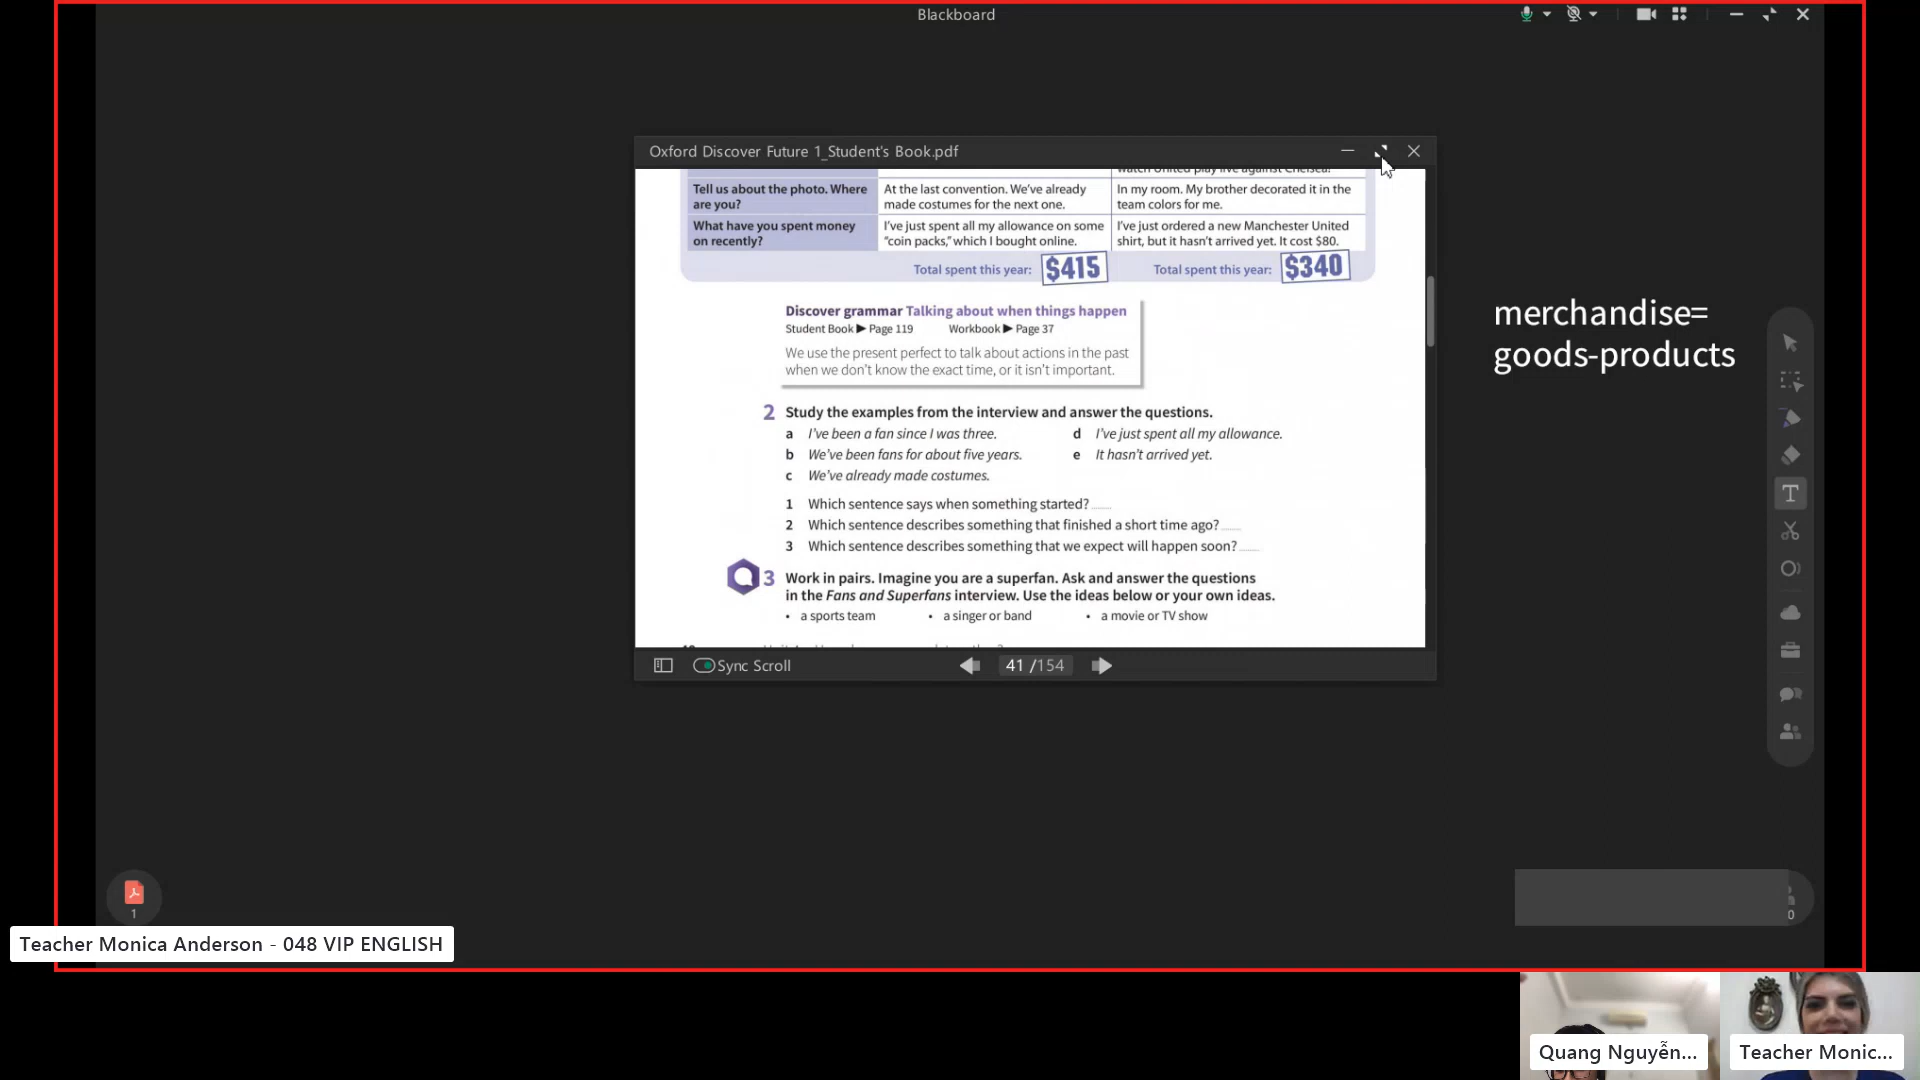 Blackboard
Oxford Discover Future 1_Student's Book.pdf
watch United play live against Chelsea!
Tell us about the photo. Where are you?
At the last convention. We've already made costumes for the next one.
In my room. My brother decorated it in the team colors for me.
What have you spent money on recently?
I've just spent all my allowance on some "coin packs," which I bought online.
I've just ordered a new Manchester United shirt, but it hasn't arrived yet. It cost $80.
Total spent this year: $415
Total spent this year: $340
Discover grammar Talking about when things happen
Student Book ▶ Page 119 Workbook ▶ Page 37
We use the present perfect to talk about actions in the past
when we don't know the exact time, or it isn't important.
2 Study the examples from the interview and answer the questions.
a I've been a fan since I was three.
b We've been fans for about five years.
c We've already made costumes.
d I've just spent all my allowance.
e It hasn't arrived yet.
1 Which sentence says when something started?
2 Which sentence describes something that finished a short time ago?
3 Which sentence describes something that we expect will happen soon?
3 Work in pairs. Imagine you are a superfan. Ask and answer the questions
in the Fans and Superfans interview. Use the ideas below or your own ideas.
• a sports team • a singer or band • a movie or TV show
Sync Scroll
41 /154
merchandise=
goods-products
1
0
Teacher Monica Anderson - 048 VIP ENGLISH
Quang Nguyễn...
Teacher Monic...